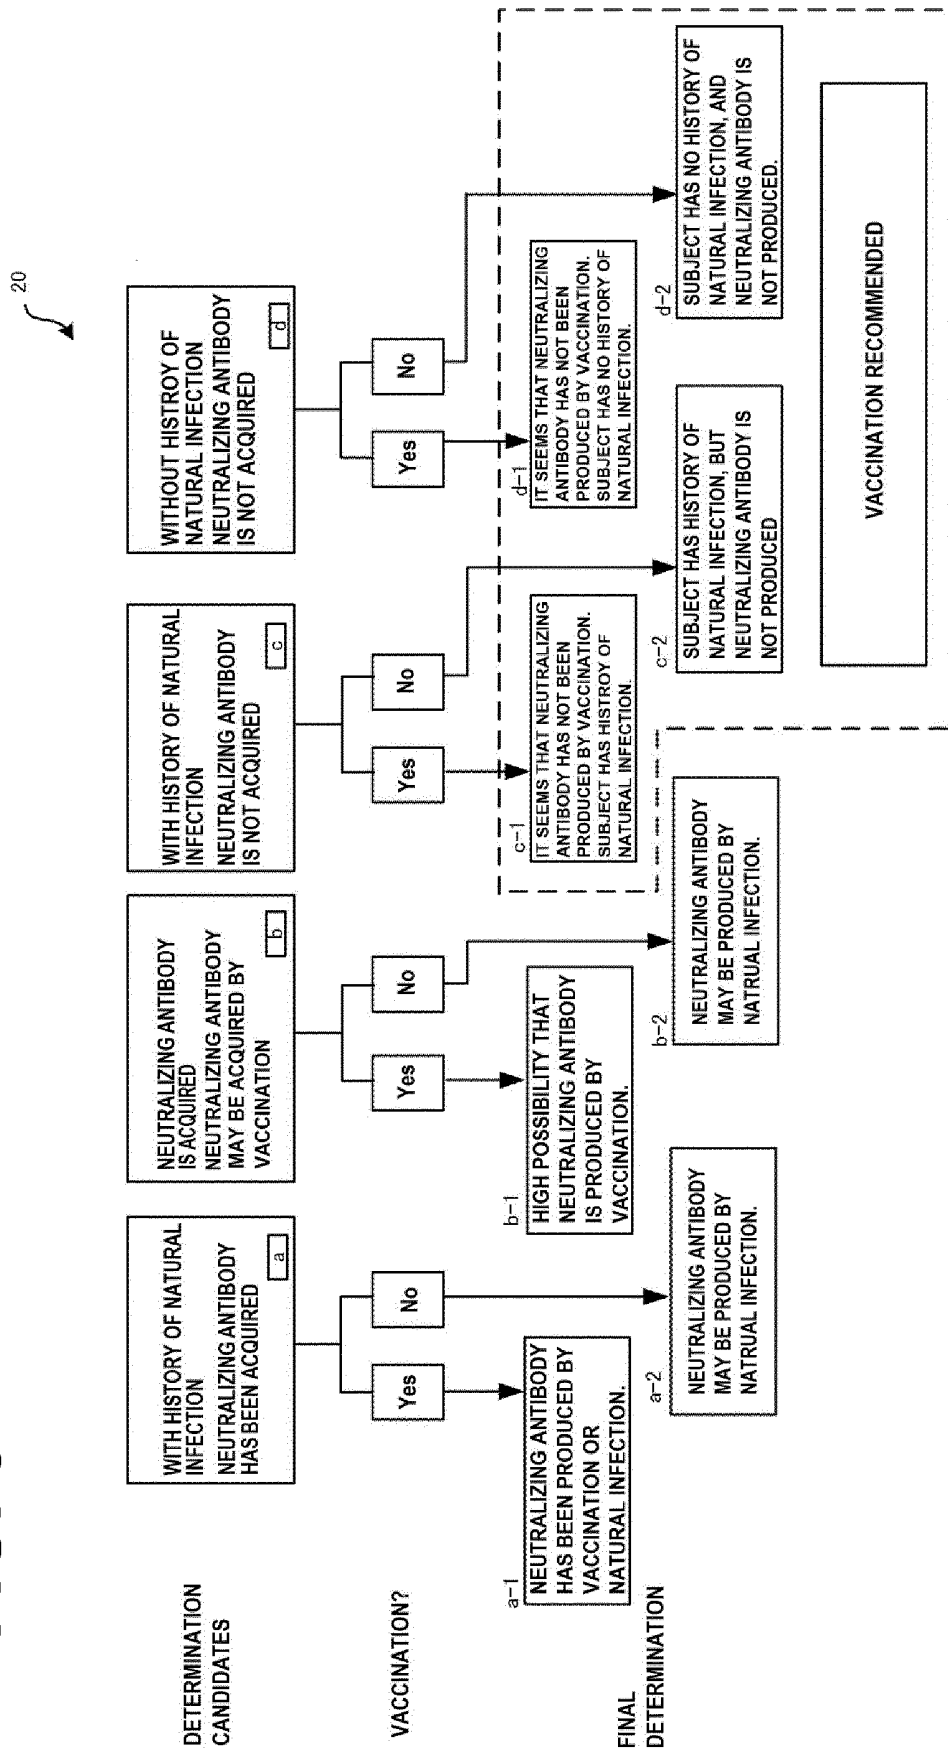 20
DETERMINATION
CANDIDATES
WITH HISTORY OF NATURAL
INFECTION
NEUTRALIZING ANTIBODY
HAS BEEN ACQUIRED
a
NEUTRALIZING ANTIBODY
IS ACQUIRED
NEUTRALIZING ANTIBODY
MAY BE ACQUIRED BY
VACCINATION
b
WITH HISTORY OF NATURAL
INFECTION
NEUTRALIZING ANTIBODY
IS NOT ACQUIRED
c
WITHOUT HISTROY OF
NATURAL INFECTION
NEUTRALIZING ANTIBODY
IS NOT ACQUIRED
d
VACCINATION?
Yes
No
Yes
No
Yes
No
Yes
No
FINAL
DETERMINATION
a-1
NEUTRALIZING ANTIBODY
HAS BEEN PRODUCED BY
VACCINATION OR
NATURAL INFECTION.
b-1
HIGH POSSIBILITY THAT
NEUTRALIZING ANTIBODY
IS PRODUCED BY
VACCINATION.
c-1
IT SEEMS THAT NEUTRALIZING
ANTIBODY HAS NOT BEEN
PRODUCED BY VACCINATION.
SUBJECT HAS HISTROY OF
NATURAL INFECTION.
d-1
IT SEEMS THAT NEUTRALIZING
ANTIBODY HAS NOT BEEN
PRODUCED BY VACCINATION.
SUBJECT HAS NO HISTORY OF
NATURAL INFECTION.
a-2
NEUTRALIZING ANTIBODY
MAY BE PRODUCED BY
NATRUAL INFECTION.
b-2
NEUTRALIZING ANTIBODY
MAY BE PRODUCED BY
NATRUAL INFECTION.
c-2
SUBJECT HAS HISTORY OF
NATURAL INFECTION, BUT
NEUTRALIZING ANTIBODY IS
NOT PRODUCED
d-2
SUBJECT HAS NO HISTORY OF
NATURAL INFECTION, AND
NEUTRALIZING ANTIBODY IS
NOT PRODUCED.
VACCINATION RECOMMENDED